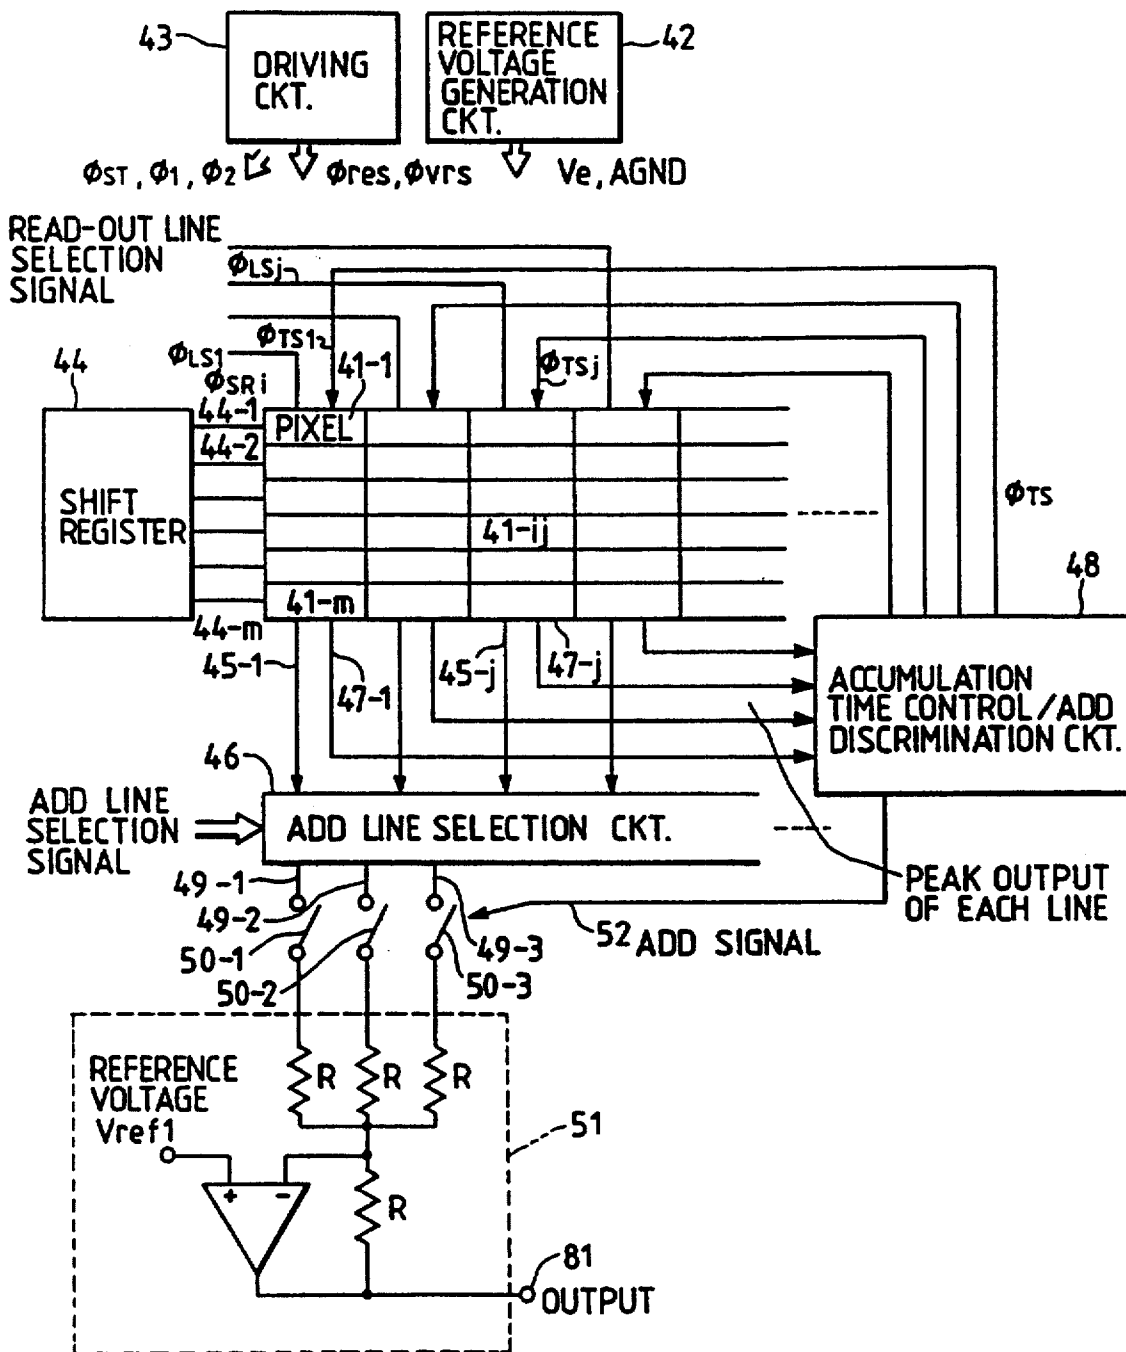 43
DRIVING
CKT.
REFERENCE
VOLTAGE
GENERATION
CKT.
42
ϕST, ϕ1, ϕ2
ϕres, ϕvrs
Ve, AGND
READ-OUT LINE
SELECTION
SIGNAL
ϕLSj
ϕTS1
ϕLS1
41-1
ϕTSj
44
ϕSRi
44-1
PIXEL
44-2
SHIFT
REGISTER
41-ij
ϕTS
41-m
44-m
48
45-1
47-1
45-j
47-j
ACCUMULATION
TIME CONTROL/ADD
DISCRIMINATION CKT.
46
ADD LINE
SELECTION
SIGNAL
ADD LINE SELECTION CKT.
PEAK OUTPUT
OF EACH LINE
49-1
49-2
50-1
50-2
49-3
50-3
52 ADD SIGNAL
REFERENCE
VOLTAGE
Vref1
R
R
R
51
+
-
R
81
OUTPUT